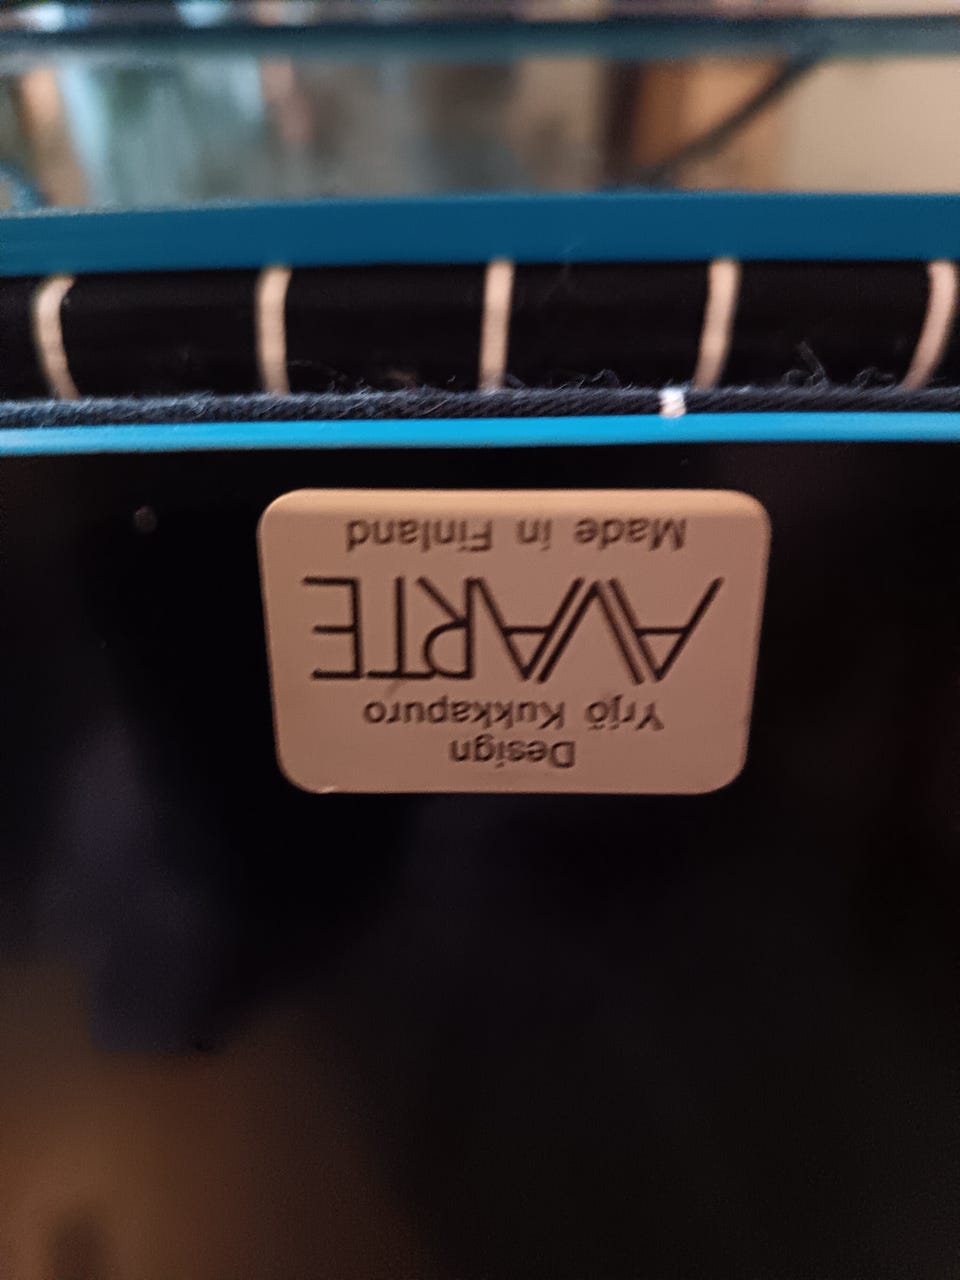 Design
Yrjö Kukkapuro
AVARTE
Made in Finland